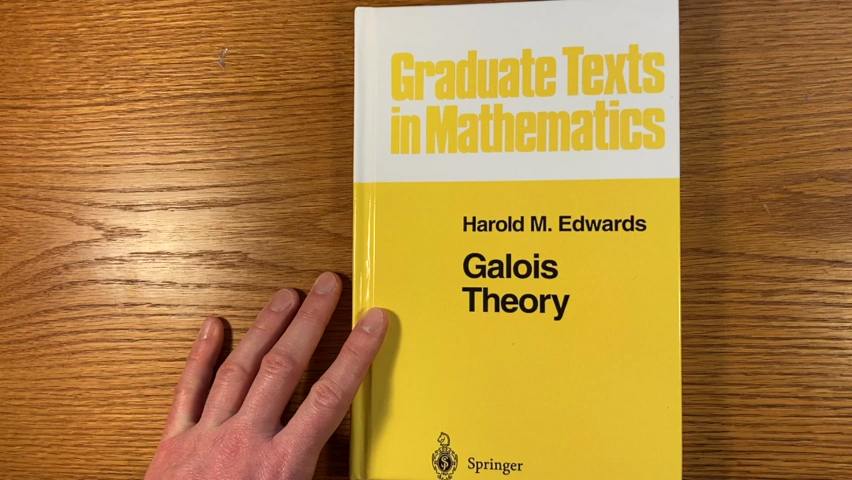 Graduate Texts
in Mathematics
Harold M. Edwards
Galois
Theory
Springer